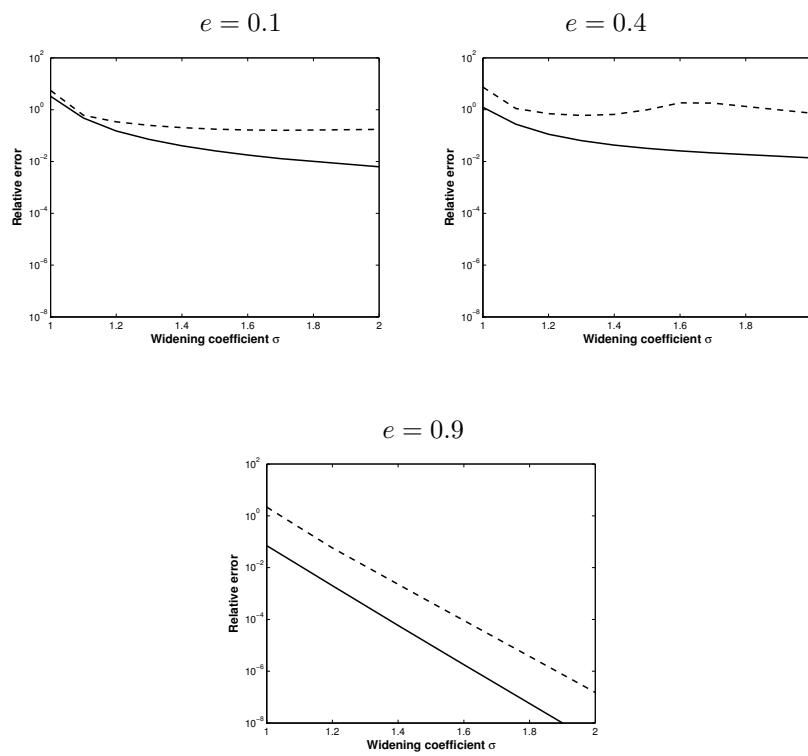 e = 0.1
10^2
10^0
10^-2
10^-4
10^-6
10^-8
Relative error
1 1.2 1.4 1.6 1.8 2
Widening coefficient σ
e = 0.4
10^2
10^0
10^-2
10^-4
10^-6
10^-8
Relative error
1 1.2 1.4 1.6 1.8
Widening coefficient σ
e = 0.9
10^2
10^0
10^-2
10^-4
10^-6
10^-8
Relative error
1 1.2 1.4 1.6 1.8 2
Widening coefficient σ